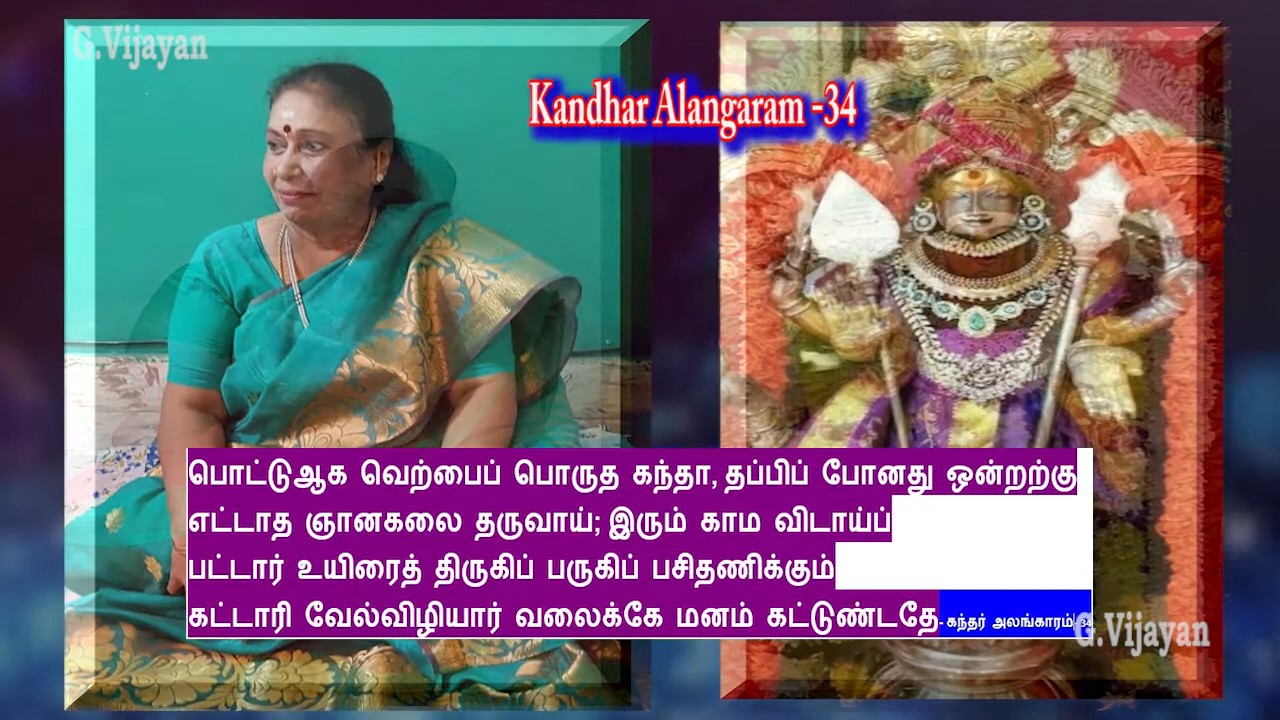 G.Vijayan
Kandhar Alangaram -34
பொட்டுஆக வெற்பைப் பொருத கந்தா, தப்பிப் போனது ஒன்றற்கு
எட்டாத ஞானகலை தருவாய்; இரும் காம விடாய்ப்
பட்டார் உயிரைத் திருகிப் பருகிப் பசிதணிக்கும்
கட்டாரி வேல்விழியார் வலைக்கே மனம் கட்டுண்டதே - கந்தர் அலங்காரம்- 34
G.Vijayan